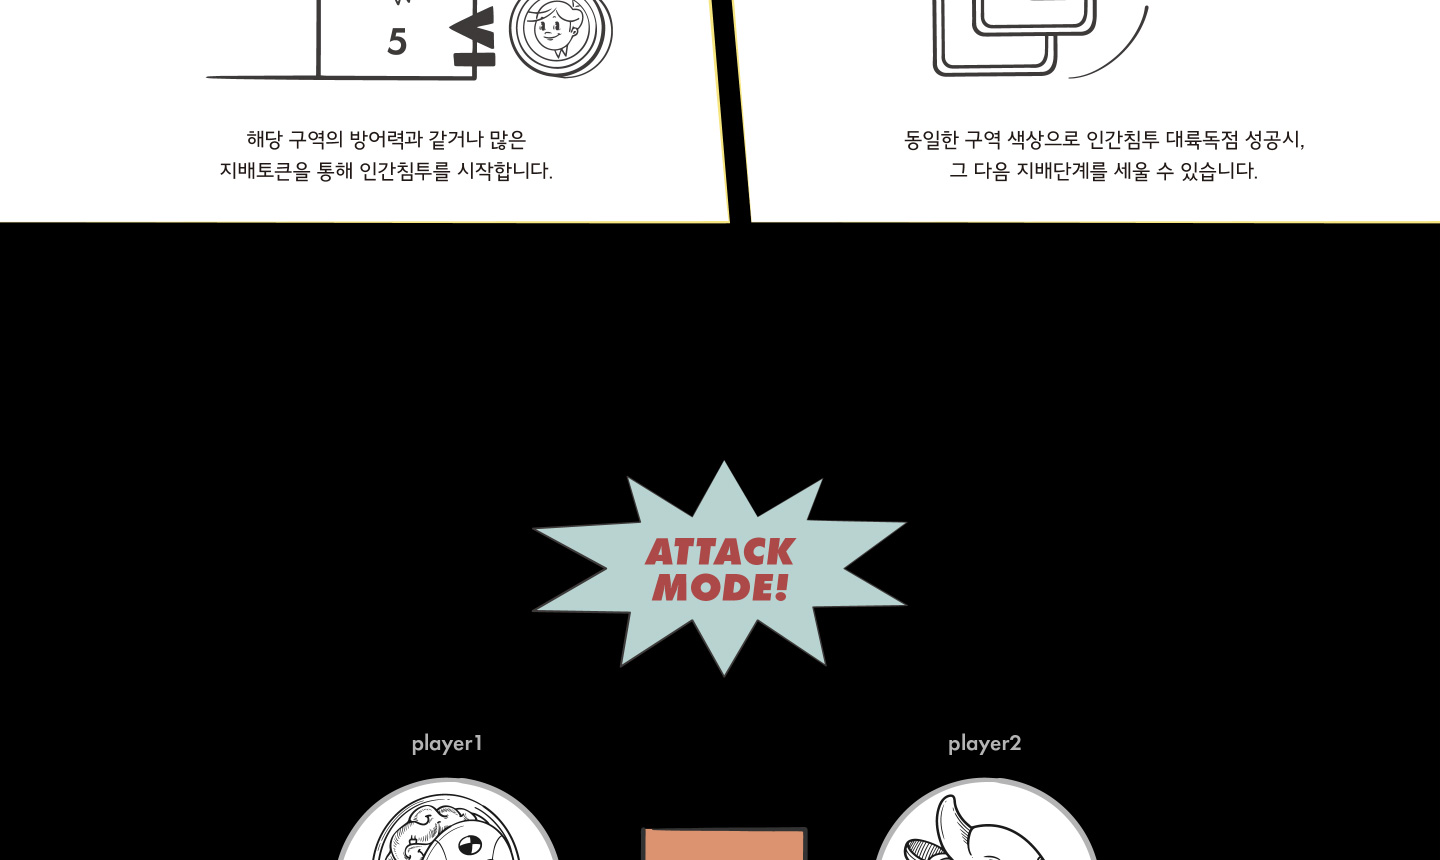 5
해당 구역의 방어력과 같거나 많은
지배토큰을 통해 인간침투를 시작합니다.
동일한 구역 색상으로 인간침투 대륙독점 성공시,
그 다음 지배단계를 세울 수 있습니다.
ATTACK
MODE!
player1
player2